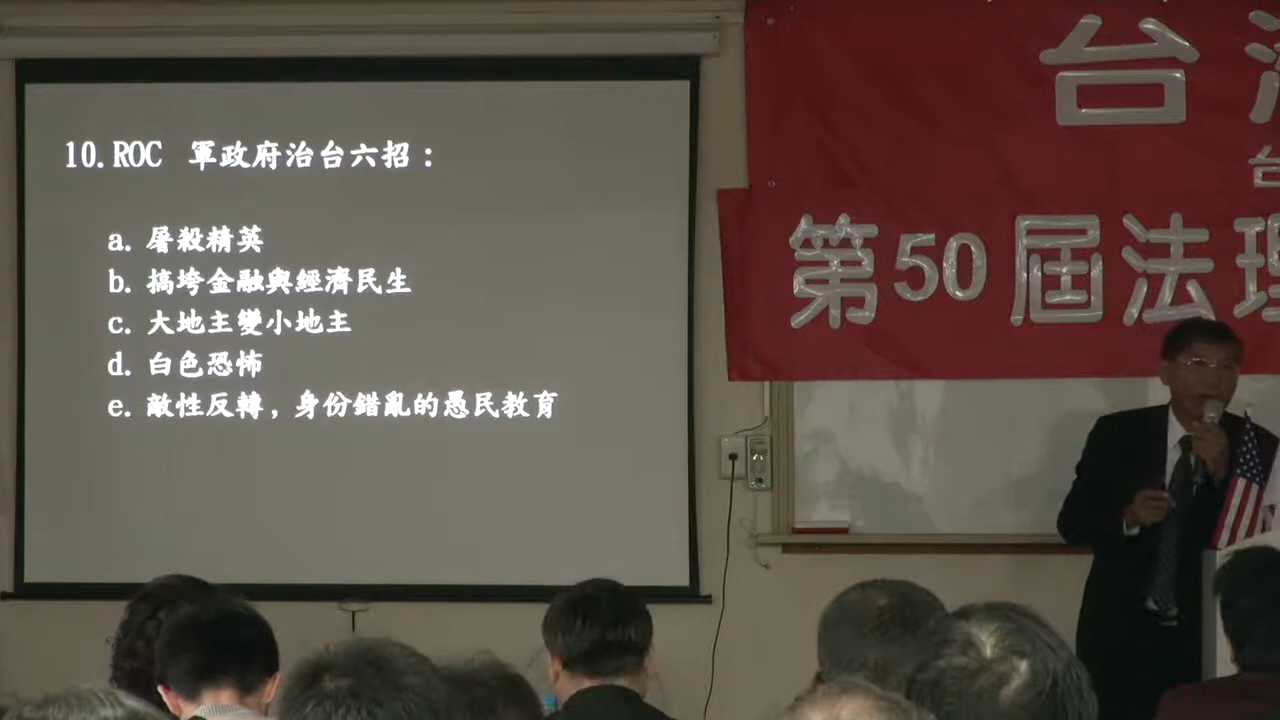 10. ROC 軍政府治台六招：
a. 屠殺精英
b. 搞垮金融與經濟民生
c. 大地主變小地主
d. 白色恐怖
e. 敵性反轉，身份錯亂的愚民教育
台
台
第50屆法理